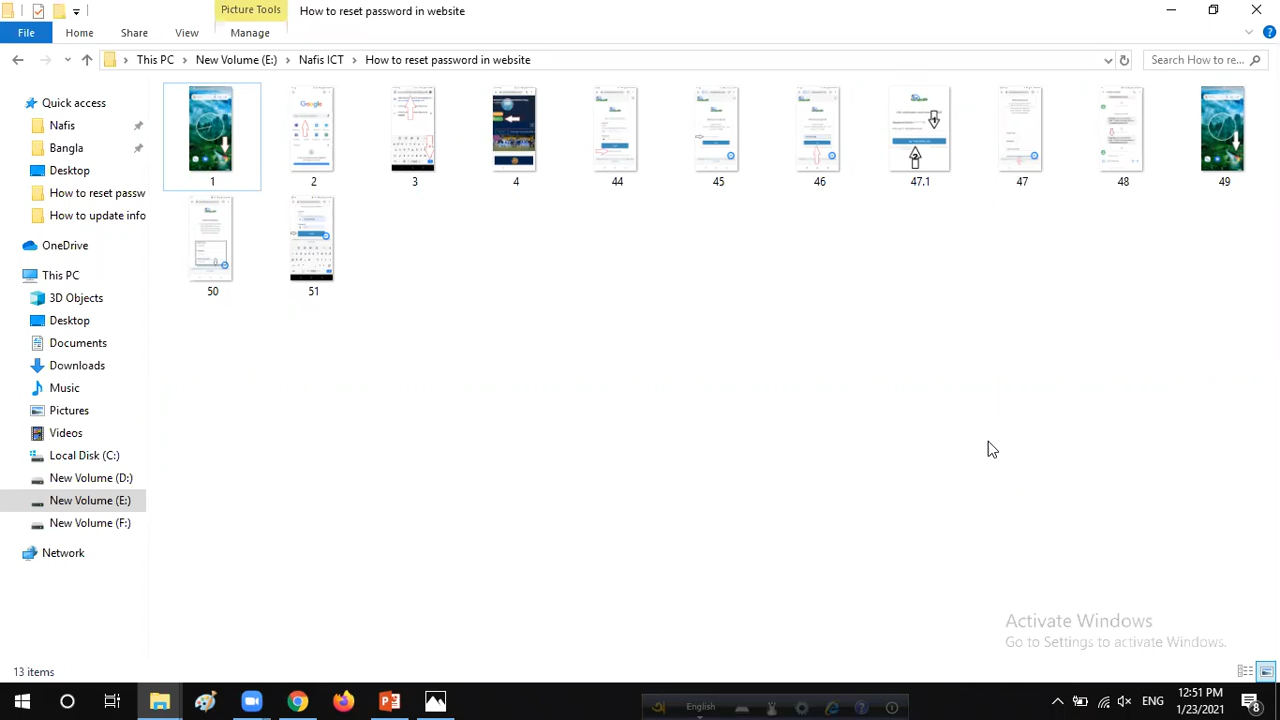 Picture Tools
How to reset password in website
File
Home
Share
View
Manage
This PC
New Volume (E:)
Nafis ICT
How to reset password in website
Search How to re...
Quick access
Nafis
Bangla
Desktop
How to reset passw
How to update info
OneDrive
This PC
3D Objects
Desktop
Documents
Downloads
Music
Pictures
Videos
Local Disk (C:)
New Volume (D:)
New Volume (E:)
New Volume (F:)
Network
Google
1
2
3
4
44
45
46
47.1
47
48
49
50
51
Activate Windows
Go to Settings to activate Windows.
13 items
English
ENG
12:51 PM
1/23/2021
8